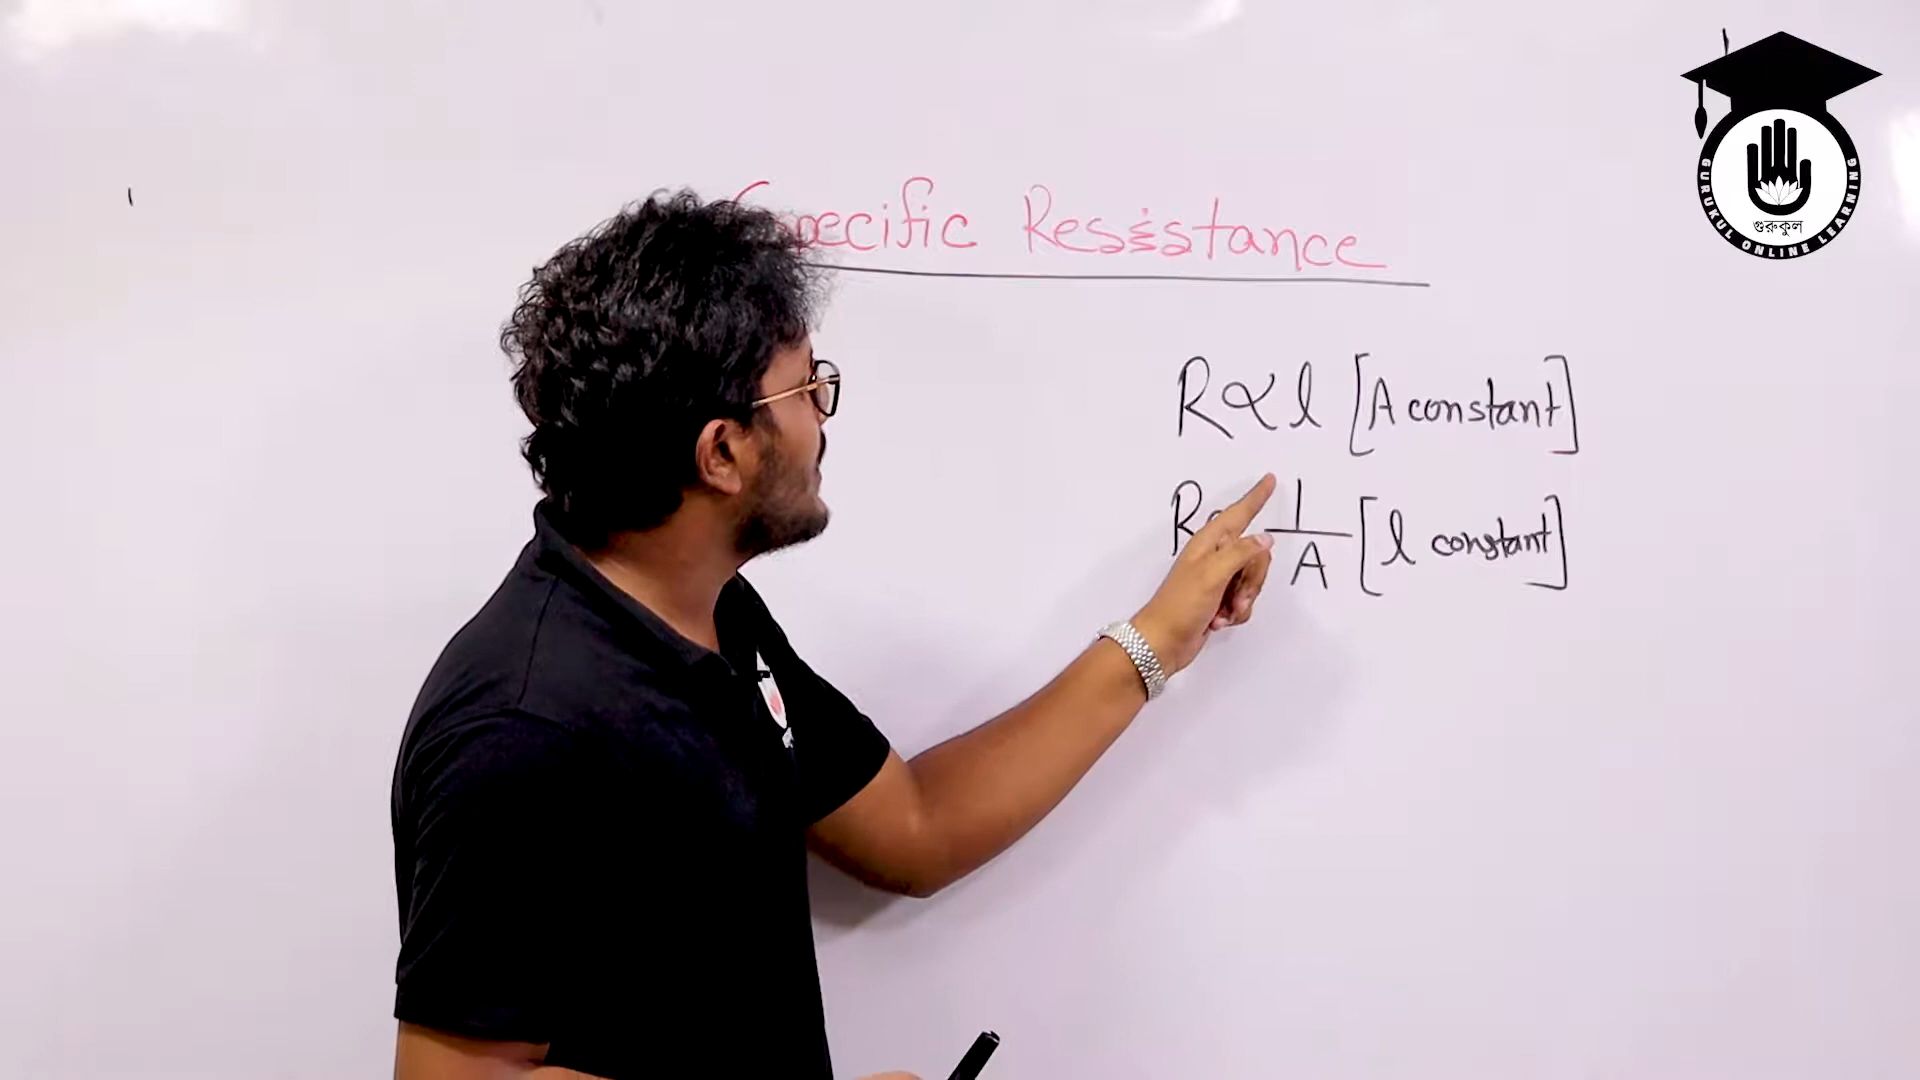 Specific Resistance
R ∝ l [A constant]
R ∝ 1/A [l constant]
GURUKUL ONLINE LEARNING
গুরুকুল